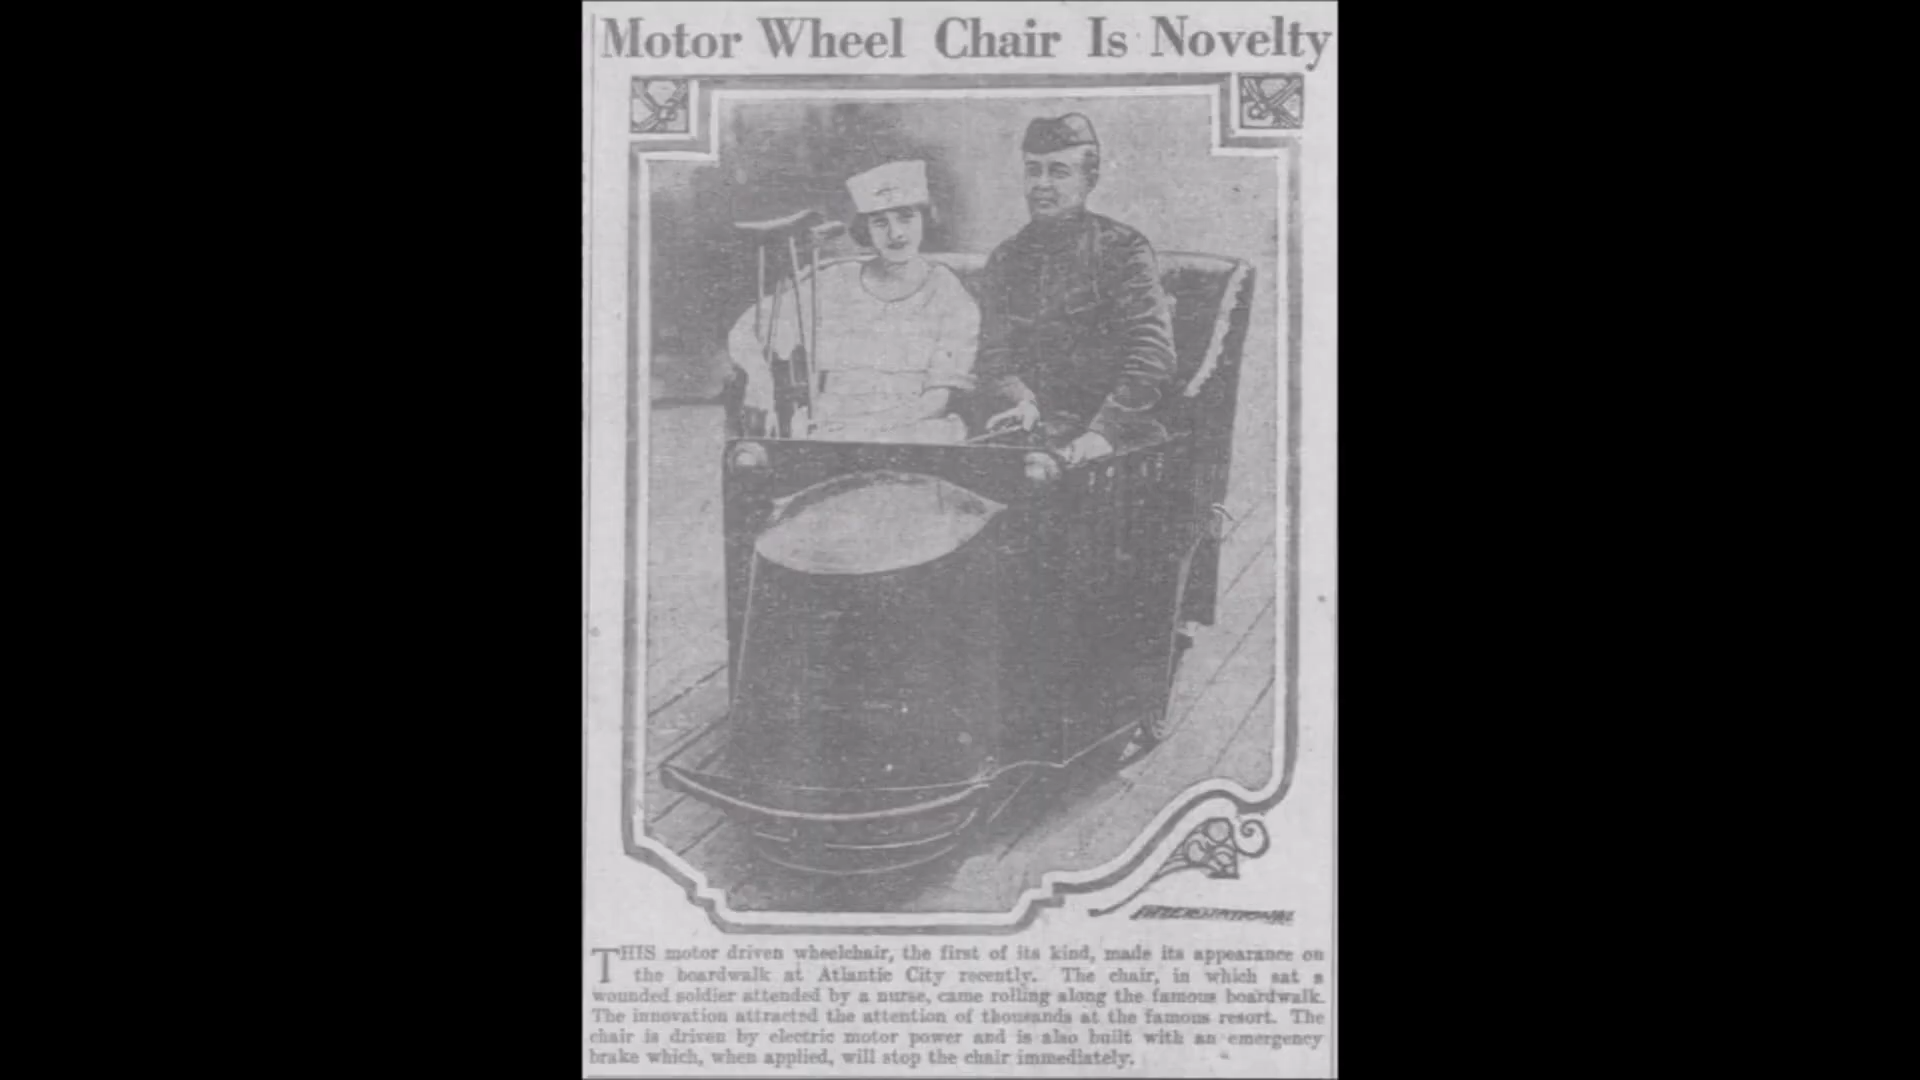 Motor Wheel Chair Is Novelty
INTERNATIONAL
THIS motor driven wheelchair, the first of its kind, made its appearance on
the boardwalk at Atlantic City recently. The chair, in which sat a
wounded soldier attended by a nurse, came rolling along the famous boardwalk.
The innovation attracted the attention of thousands at the famous resort. The
chair is driven by electric motor power and is also built with an emergency
brake which, when applied, will stop the chair immediately.